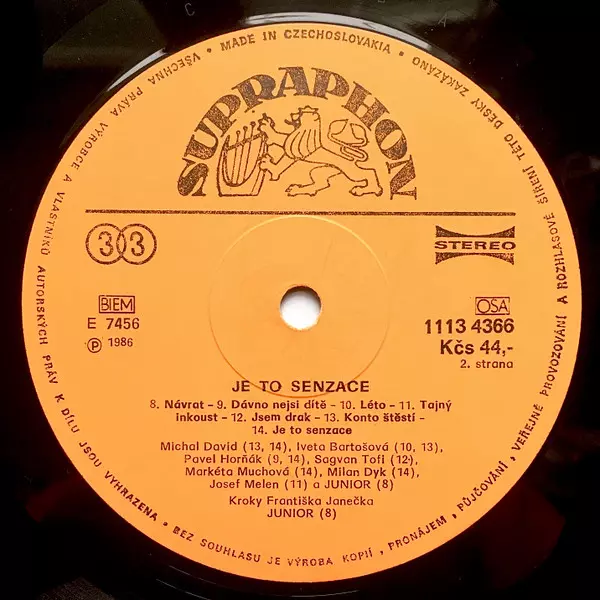 VŠECHNA PRÁVA VÝROBCE A VLASTNÍKŮ AUTORSKÝCH PRÁV K DÍLU JSOU VYHRAZENA • BEZ SOUHLASU JE VÝROBA KOPIÍ, PRONÁJEM, PŮJČOVÁNÍ, VEŘEJNÉ PROVOZOVÁNÍ A ROZHLASOVÉ ŠÍŘENÍ TÉTO DESKY ZAKÁZÁNO • MADE IN CZECHOSLOVAKIA •
SUPRAPHON
33
STEREO
BIEM
OSA
E 7456
1113 4366
Ⓟ 1986
Kčs 44,-
2. strana
JE TO SENZACE
8. Návrat – 9. Dávno nejsi dítě – 10. Léto – 11. Tajný
inkoust – 12. Jsem drak – 13. Konto štěstí –
14. Je to senzace
Michal David (13, 14), Iveta Bartošová (10, 13),
Pavel Horňák (9, 14), Sagvan Tofi (12),
Markéta Muchová (14), Milan Dyk (14),
Josef Melen (11) a JUNIOR (8)
Kroky Františka Janečka
JUNIOR (8)